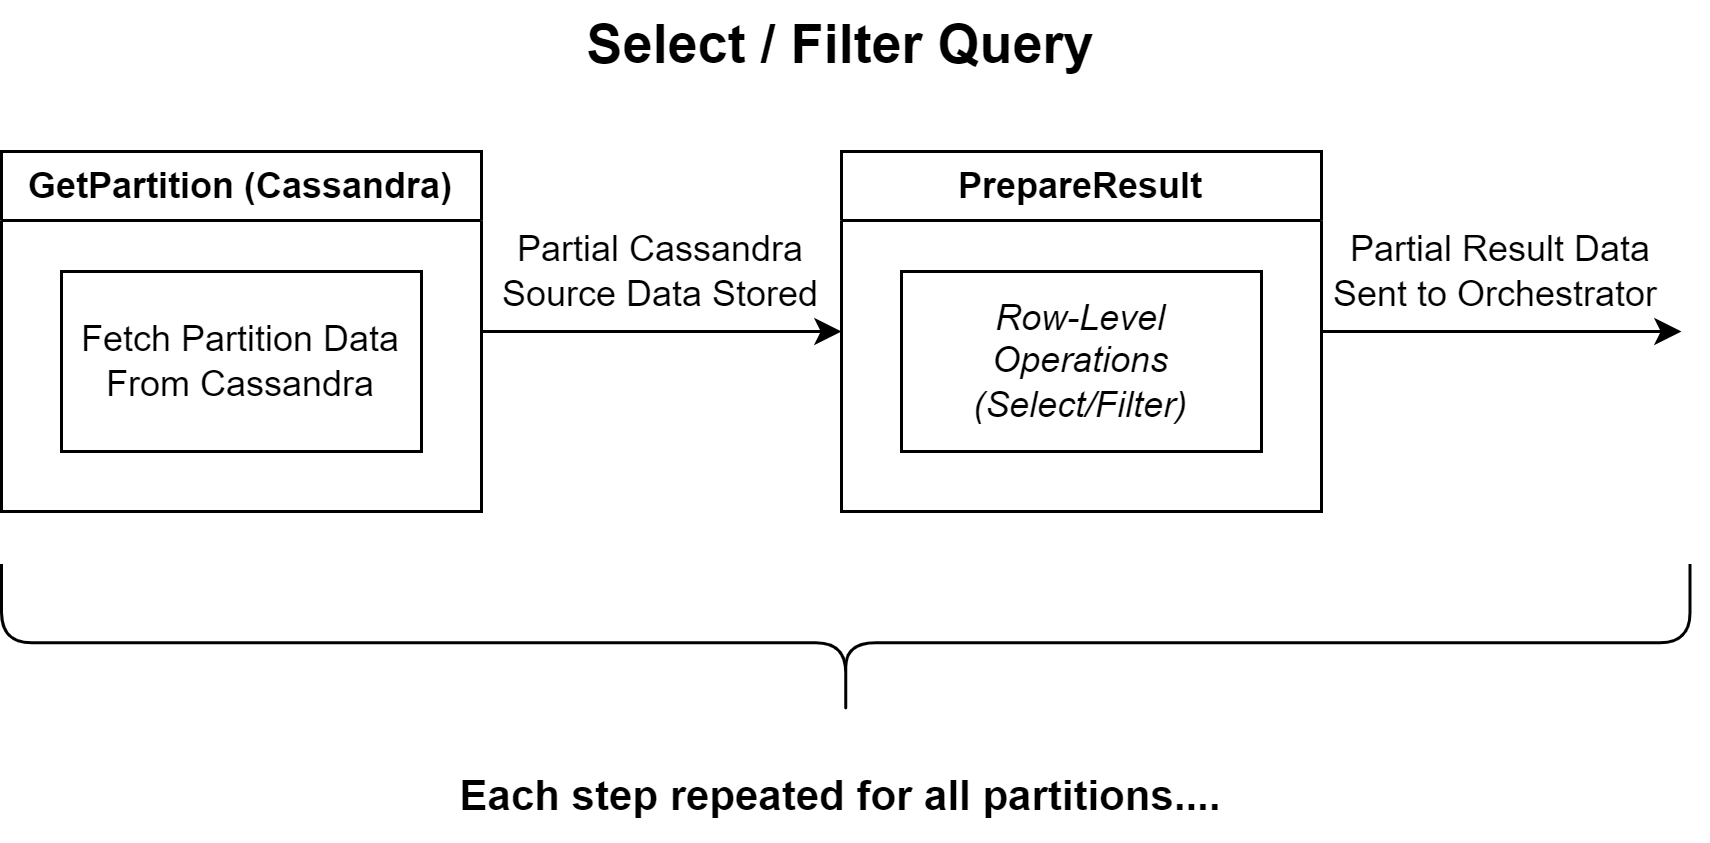 Select / Filter Query
GetPartition (Cassandra)
Fetch Partition Data
From Cassandra
Partial Cassandra
Source Data Stored
PrepareResult
Row-Level
Operations
(Select/Filter)
Partial Result Data
Sent to Orchestrator
Each step repeated for all partitions....